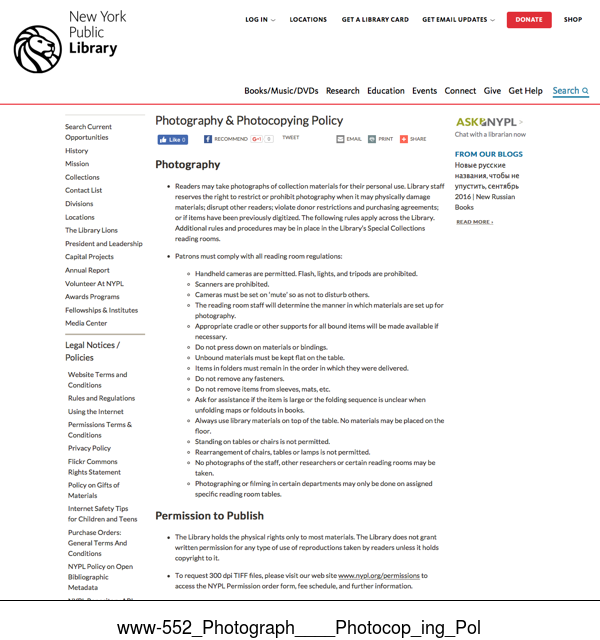 New York
Public
Library
LOG IN
LOCATIONS
GET A LIBRARY CARD
GET EMAIL UPDATES
DONATE
SHOP
Books/Music/DVDs Research Education Events Connect Give Get Help Search
Search Current
Opportunities
History
Mission
Collections
Contact List
Divisions
Locations
The Library Lions
President and Leadership
Capital Projects
Annual Report
Volunteer At NYPL
Awards Programs
Fellowships & Institutes
Media Center
Legal Notices /
Policies
Website Terms and
Conditions
Rules and Regulations
Using the Internet
Permissions Terms &
Conditions
Privacy Policy
Flickr Commons
Rights Statement
Policy on Gifts of
Materials
Internet Safety Tips
for Children and Teens
Purchase Orders:
General Terms And
Conditions
NYPL Policy on Open
Bibliographic
Metadata
Photography & Photocopying Policy
Like 0
RECOMMEND
G+1 0
TWEET
EMAIL
PRINT
SHARE
Photography
• Readers may take photographs of collection materials for their personal use. Library staff
reserves the right to restrict or prohibit photography when it may physically damage
materials; disrupt other readers; violate donor restrictions and purchasing agreements;
or if items have been previously digitized. The following rules apply across the Library.
Additional rules and procedures may be in place in the Library's Special Collections
reading rooms.
• Patrons must comply with all reading room regulations:
Handheld cameras are permitted. Flash, lights, and tripods are prohibited.
Scanners are prohibited.
Cameras must be set on 'mute' so as not to disturb others.
The reading room staff will determine the manner in which materials are set up for
photography.
Appropriate cradle or other supports for all bound items will be made available if
necessary.
Do not press down on materials or bindings.
Unbound materials must be kept flat on the table.
Items in folders must remain in the order in which they were delivered.
Do not remove any fasteners.
Do not remove items from sleeves, mats, etc.
Ask for assistance if the item is large or the folding sequence is unclear when
unfolding maps or foldouts in books.
Always use library materials on top of the table. No materials may be placed on the
floor.
Standing on tables or chairs is not permitted.
Rearrangement of chairs, tables or lamps is not permitted.
No photographs of the staff, other researchers or certain reading rooms may be
taken.
Photographing or filming in certain departments may only be done on assigned
specific reading room tables.
Permission to Publish
• The Library holds the physical rights only to most materials. The Library does not grant
written permission for any type of use of reproductions taken by readers unless it holds
copyright to it.
• To request 300 dpi TIFF files, please visit our web site www.nypl.org/permissions to
access the NYPL Permission order form, fee schedule, and further information.
ASK NYPL >
Chat with a librarian now
FROM OUR BLOGS
Новые русские
названия, чтобы не
упустить, сентябрь
2016 | New Russian
Books
READ MORE ›
www-552_Photograph____Photocop_ing_Pol